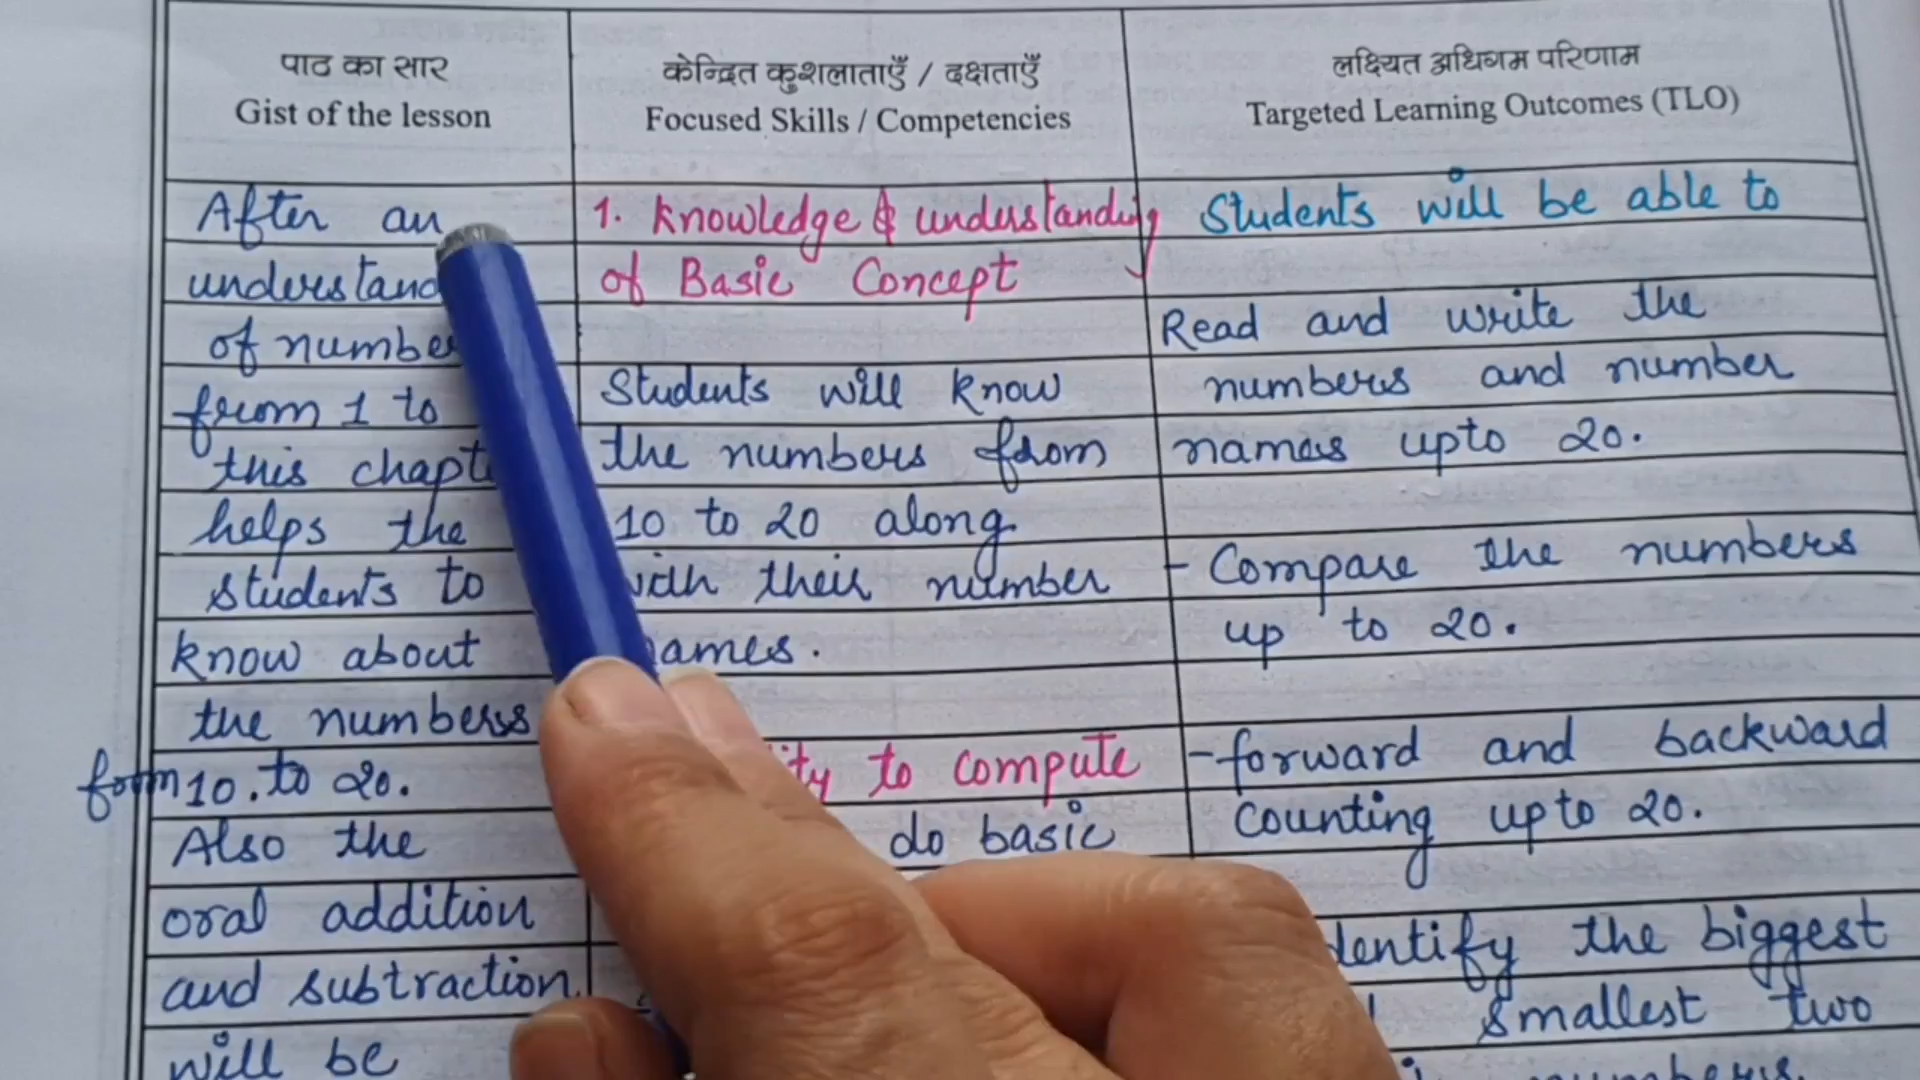 पाठ का सार
Gist of the lesson
After an
of
from 1 to
this
helps the
students to
know about
the numbers
from 10. to 20.
Also the
oral addition
and subtraction
will be
केन्द्रित कुशलाताएँ / दक्षताएँ
Focused Skills / Competencies
1. Knowledge & understanding
of Basic Concept
Students will know
the numbers from
10 to 20 along
with their number
names.
to compute
do basic
लक्ष्यित अधिगम परिणाम
Targeted Learning Outcomes (TLO)
Students will be able to
Read and write the
numbers and number
names upto 20.
- Compare the numbers
up to 20.
- forward and backward
counting upto 20.
the biggest
smallest two
numbers.